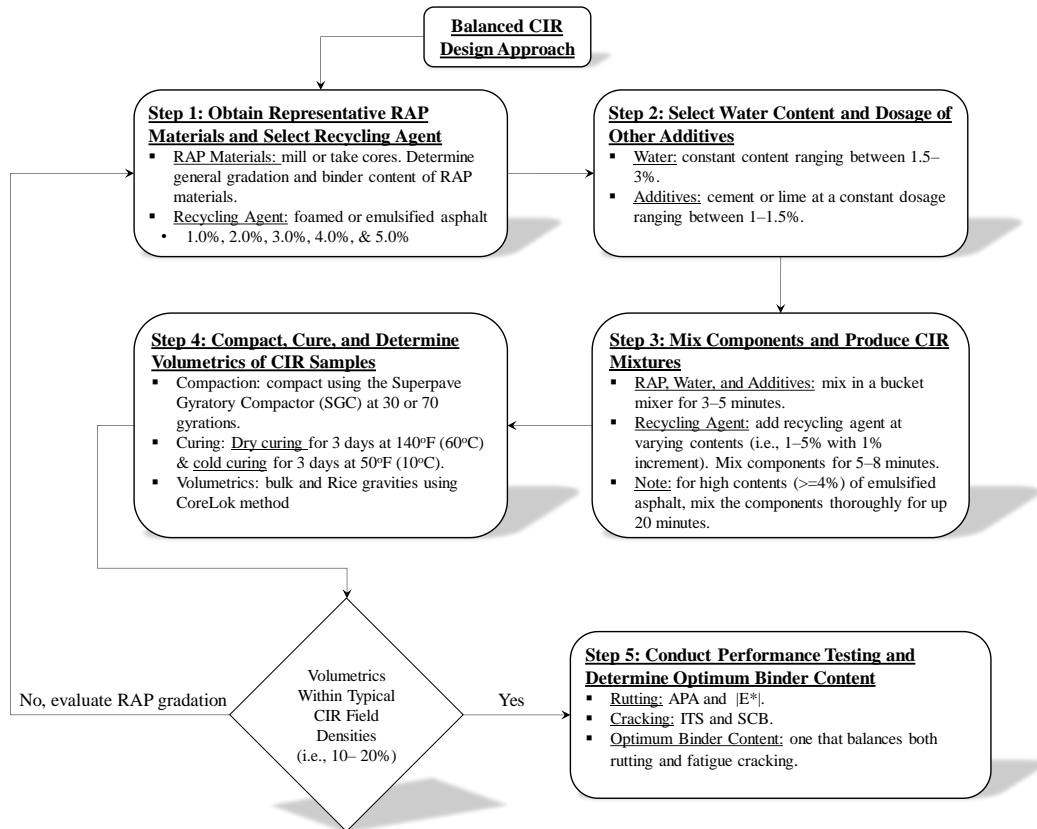 Balanced CIR
Design Approach
Step 1: Obtain Representative RAP
Materials and Select Recycling Agent
▪ RAP Materials: mill or take cores. Determine
general gradation and binder content of RAP
materials.
▪ Recycling Agent: foamed or emulsified asphalt
• 1.0%, 2.0%, 3.0%, 4.0%, & 5.0%
Step 2: Select Water Content and Dosage of
Other Additives
▪ Water: constant content ranging between 1.5–
3%.
▪ Additives: cement or lime at a constant dosage
ranging between 1–1.5%.
Step 3: Mix Components and Produce CIR
Mixtures
▪ RAP, Water, and Additives: mix in a bucket
mixer for 3–5 minutes.
▪ Recycling Agent: add recycling agent at
varying contents (i.e., 1–5% with 1%
increment). Mix components for 5–8 minutes.
▪ Note: for high contents (>=4%) of emulsified
asphalt, mix the components thoroughly for up
20 minutes.
Step 4: Compact, Cure, and Determine
Volumetrics of CIR Samples
▪ Compaction: compact using the Superpave
Gyratory Compactor (SGC) at 30 or 70
gyrations.
▪ Curing: Dry curing for 3 days at 140°F (60°C)
& cold curing for 3 days at 50°F (10°C).
▪ Volumetrics: bulk and Rice gravities using
CoreLok method
Volumetrics
Within Typical
CIR Field
Densities
(i.e., 10– 20%)
No, evaluate RAP gradation
Yes
Step 5: Conduct Performance Testing and
Determine Optimum Binder Content
▪ Rutting: APA and |E*|.
▪ Cracking: ITS and SCB.
▪ Optimum Binder Content: one that balances both
rutting and fatigue cracking.